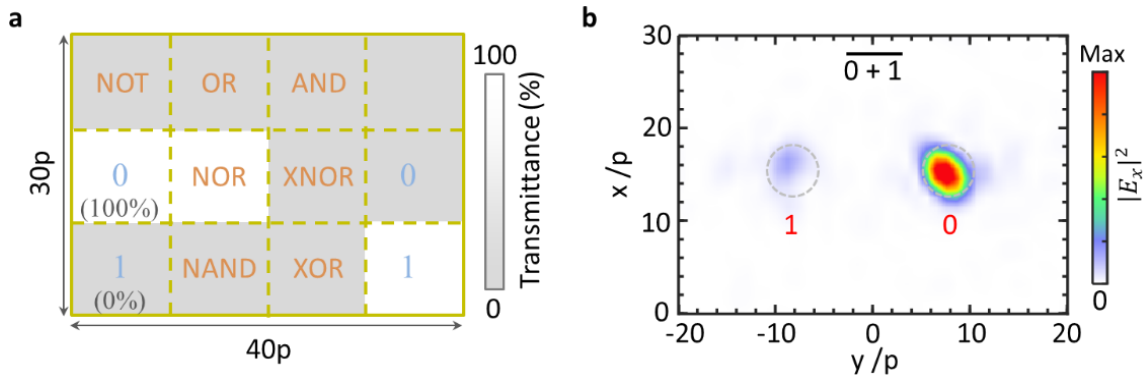 a
NOT OR AND
0 NOR XNOR 0
(100%)
1 NAND XOR 1
(0%)
30p
40p
100
Transmittance (%)
0
b
0 + 1
30
20
10
0
x /p
1 0
-20 -10 0 10 20
y /p
Max
|E_x|^2
0